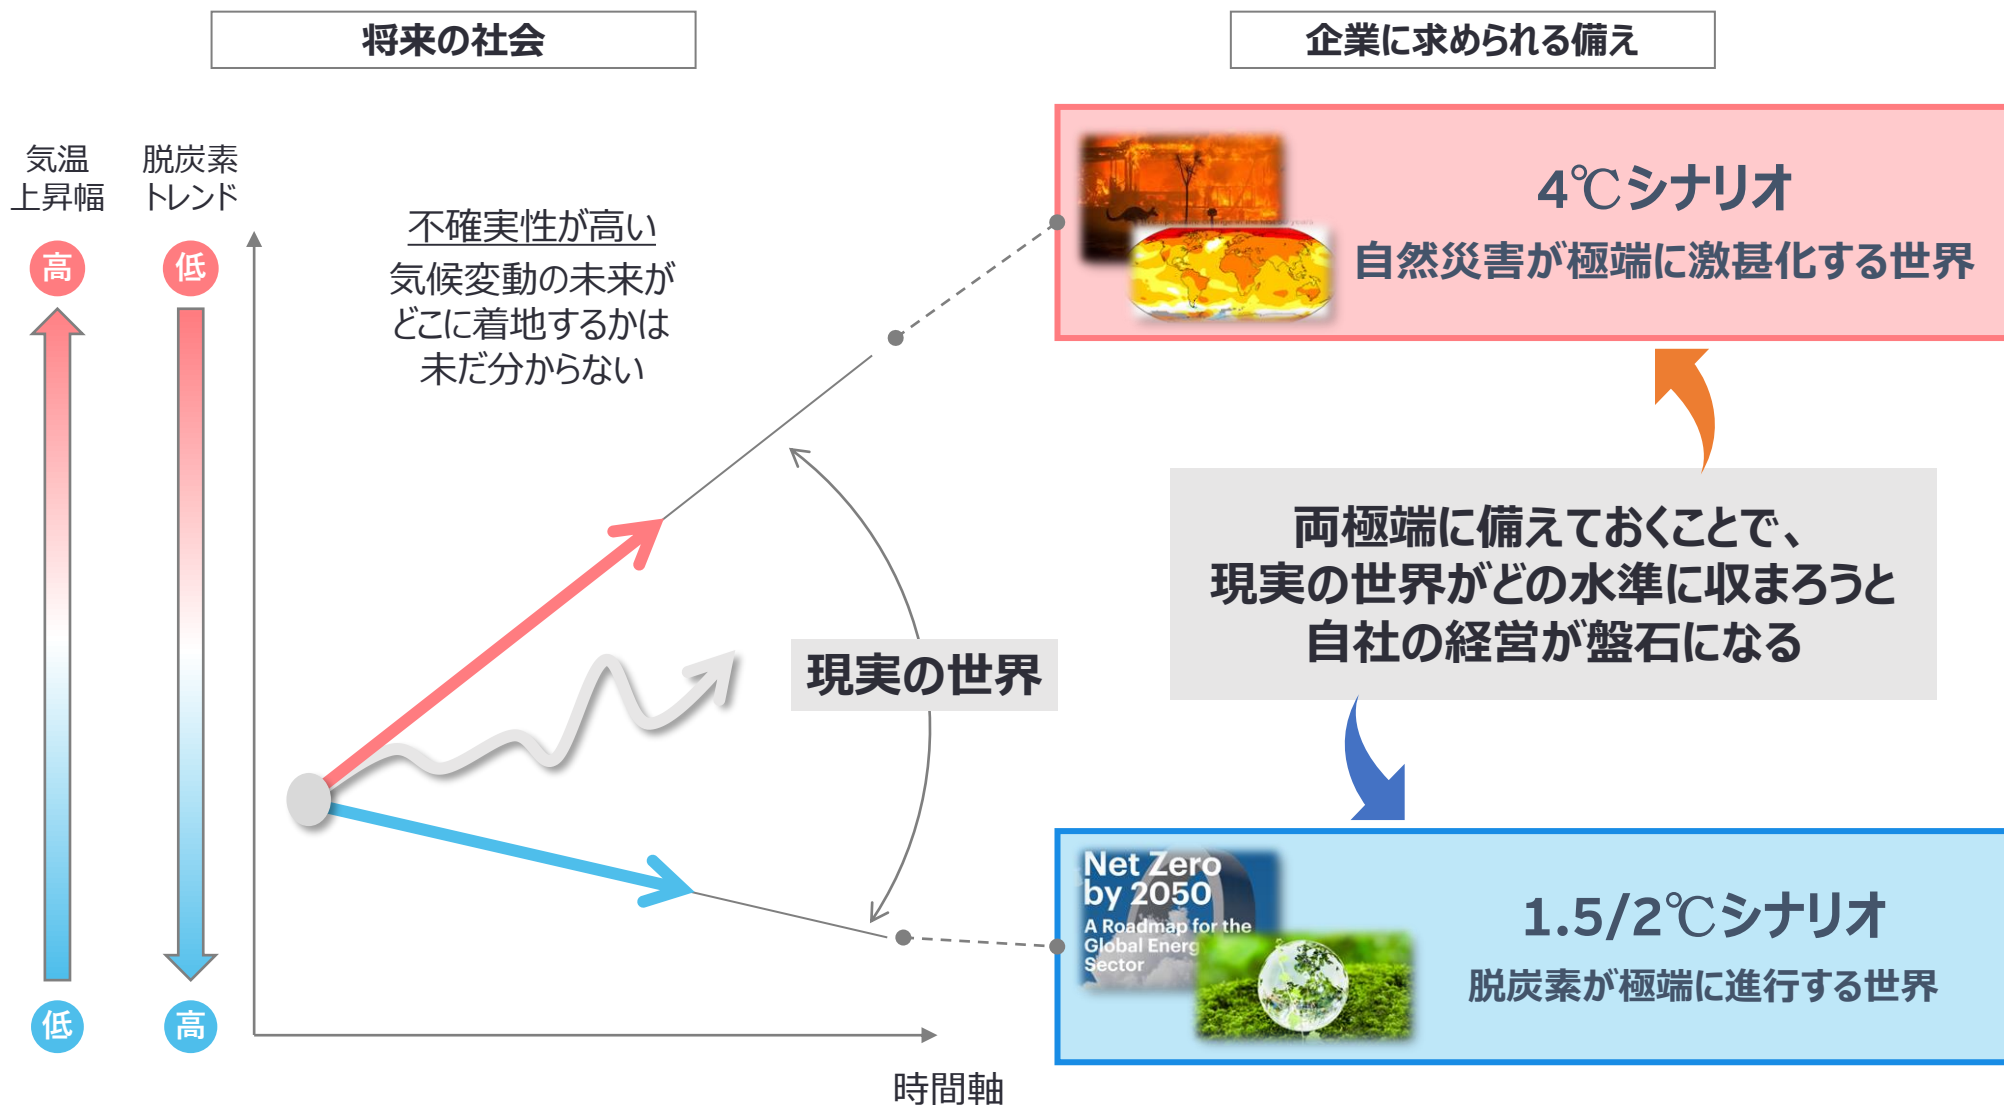 将来の社会
企業に求められる備え
気温
上昇幅
脱炭素
トレンド
高
低
不確実性が高い
気候変動の未来が
どこに着地するかは
未だ分からない
4℃シナリオ
自然災害が極端に激甚化する世界
両極端に備えておくことで、
現実の世界がどの水準に収まろうと
自社の経営が盤石になる
現実の世界
Net Zero
by 2050
A Roadmap for the
Global Energ
Sector
1.5/2℃シナリオ
脱炭素が極端に進行する世界
低
高
時間軸